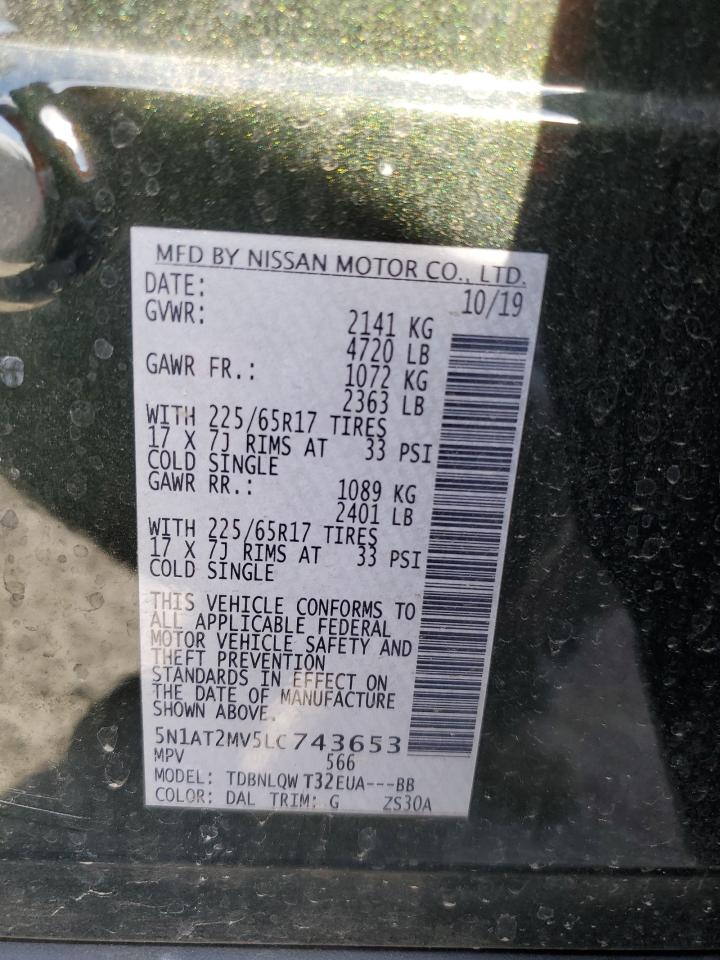 MFD BY NISSAN MOTOR CO., LTD.
DATE: 10/19
GVWR: 2141 KG
4720 LB
GAWR FR.: 1072 KG
2363 LB
WITH 225/65R17 TIRES
17 X 7J RIMS AT 33 PSI
COLD SINGLE
GAWR RR.: 1089 KG
2401 LB
WITH 225/65R17 TIRES
17 X 7J RIMS AT 33 PSI
COLD SINGLE
THIS VEHICLE CONFORMS TO
ALL APPLICABLE FEDERAL
MOTOR VEHICLE SAFETY AND
THEFT PREVENTION
STANDARDS IN EFFECT ON
THE DATE OF MANUFACTURE
SHOWN ABOVE.
5N1AT2MV5LC743653
MPV 566
MODEL: TDBNLQW T32EUA---BB
COLOR: DAL TRIM: G ZS30A